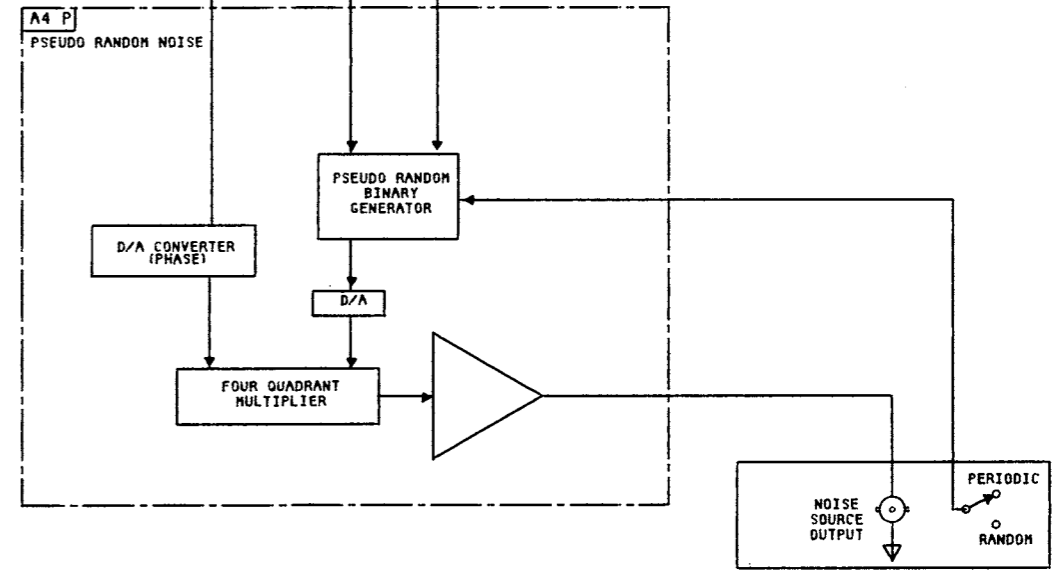 A4 P
PSEUDO RANDOM NOISE
PSEUDO RANDOM
BINARY
GENERATOR
D/A CONVERTER
(PHASE)
D/A
FOUR QUADRANT
MULTIPLIER
PERIODIC
NOISE
SOURCE
OUTPUT
RANDOM